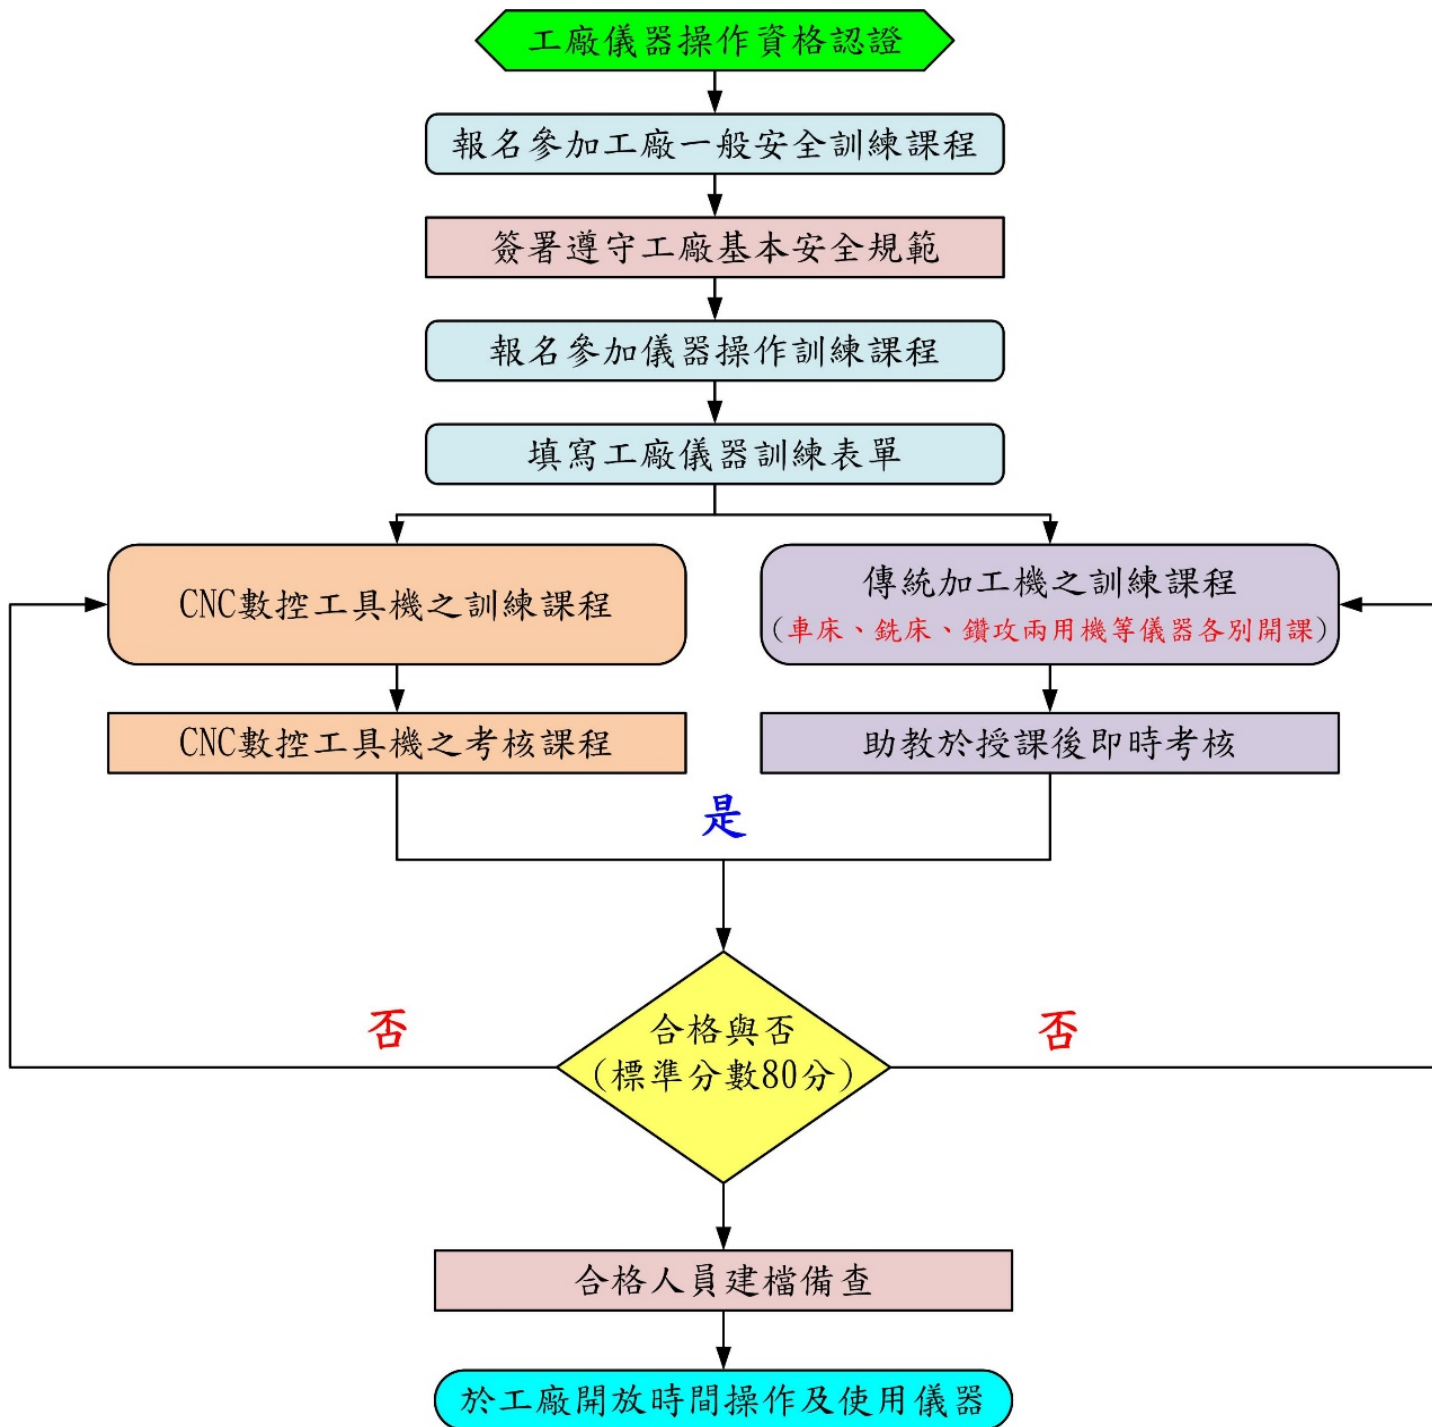 工廠儀器操作資格認證
報名參加工廠一般安全訓練課程
簽署遵守工廠基本安全規範
報名參加儀器操作訓練課程
填寫工廠儀器訓練表單
CNC數控工具機之訓練課程
傳統加工機之訓練課程
(車床、銑床、鑽攻兩用機等儀器各別開課)
CNC數控工具機之考核課程
助教於授課後即時考核
是
否
合格與否
(標準分數80分)
否
合格人員建檔備查
於工廠開放時間操作及使用儀器